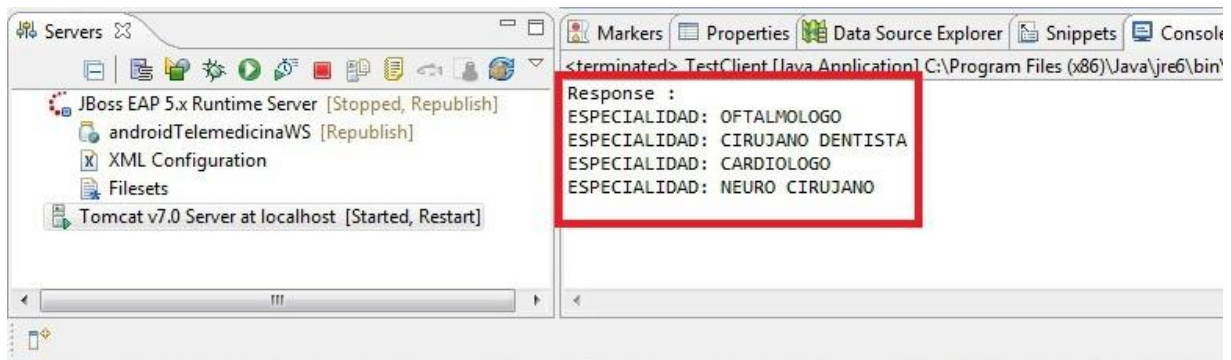 Servers
JBoss EAP 5.x Runtime Server [Stopped, Republish]
androidTelemedicinaWS [Republish]
XML Configuration
Filesets
Tomcat v7.0 Server at localhost [Started, Restart]
Markers Properties Data Source Explorer Snippets Console
<terminated> TestClient [Java Application] C:\Program Files (x86)\Java\jre6\bin\
Response :
ESPECIALIDAD: OFTALMOLOGO
ESPECIALIDAD: CIRUJANO DENTISTA
ESPECIALIDAD: CARDIOLOGO
ESPECIALIDAD: NEURO CIRUJANO